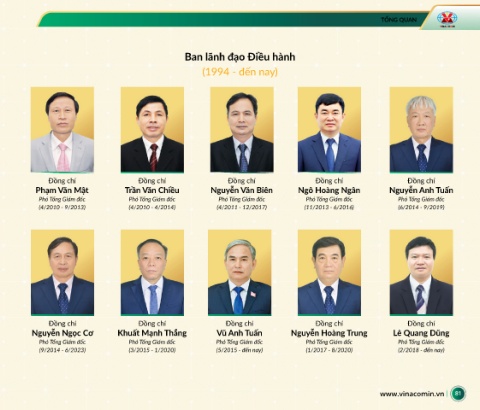 TỔNG QUAN
VINACOMIN
Ban lãnh đạo Điều hành
(1994 - đến nay)
Đồng chí
Phạm Văn Mật
Phó Tổng Giám đốc
(4/2010 - 9/2013)
Đồng chí
Trần Văn Chiều
Phó Tổng Giám đốc
(4/2010 - 6/2014)
Đồng chí
Nguyễn Văn Biên
Phó Tổng Giám đốc
(4/2011 - 12/2017)
Đồng chí
Ngô Hoàng Ngân
Phó Tổng Giám đốc
(11/2013 - 6/2016)
Đồng chí
Nguyễn Anh Tuấn
Phó Tổng Giám đốc
(6/2014 - 9/2019)
Đồng chí
Nguyễn Ngọc Cơ
Phó Tổng Giám đốc
(9/2014 - 6/2023)
Đồng chí
Khuất Mạnh Thắng
Phó Tổng Giám đốc
(3/2015 - 1/2020)
Đồng chí
Vũ Anh Tuấn
Phó Tổng Giám đốc
(5/2015 - đến nay)
Đồng chí
Nguyễn Hoàng Trung
Phó Tổng Giám đốc
(1/2017 - 8/2020)
Đồng chí
Lê Quang Dũng
Phó Tổng Giám đốc
(2/2018 - đến nay)
www.vinacomin.vn
81